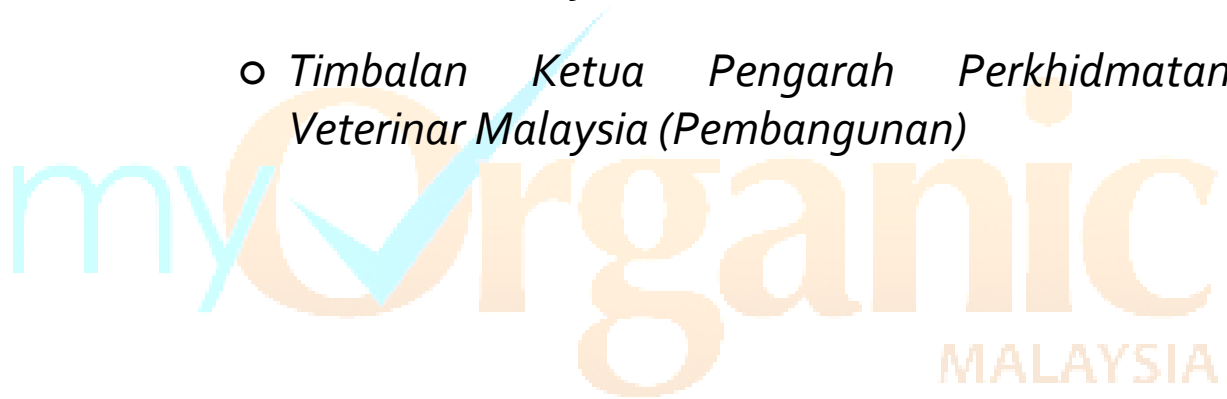 Timbalan Ketua Pengarah Perkhidmatan
Veterinar Malaysia (Pembangunan)
myOrganic
MALAYSIA